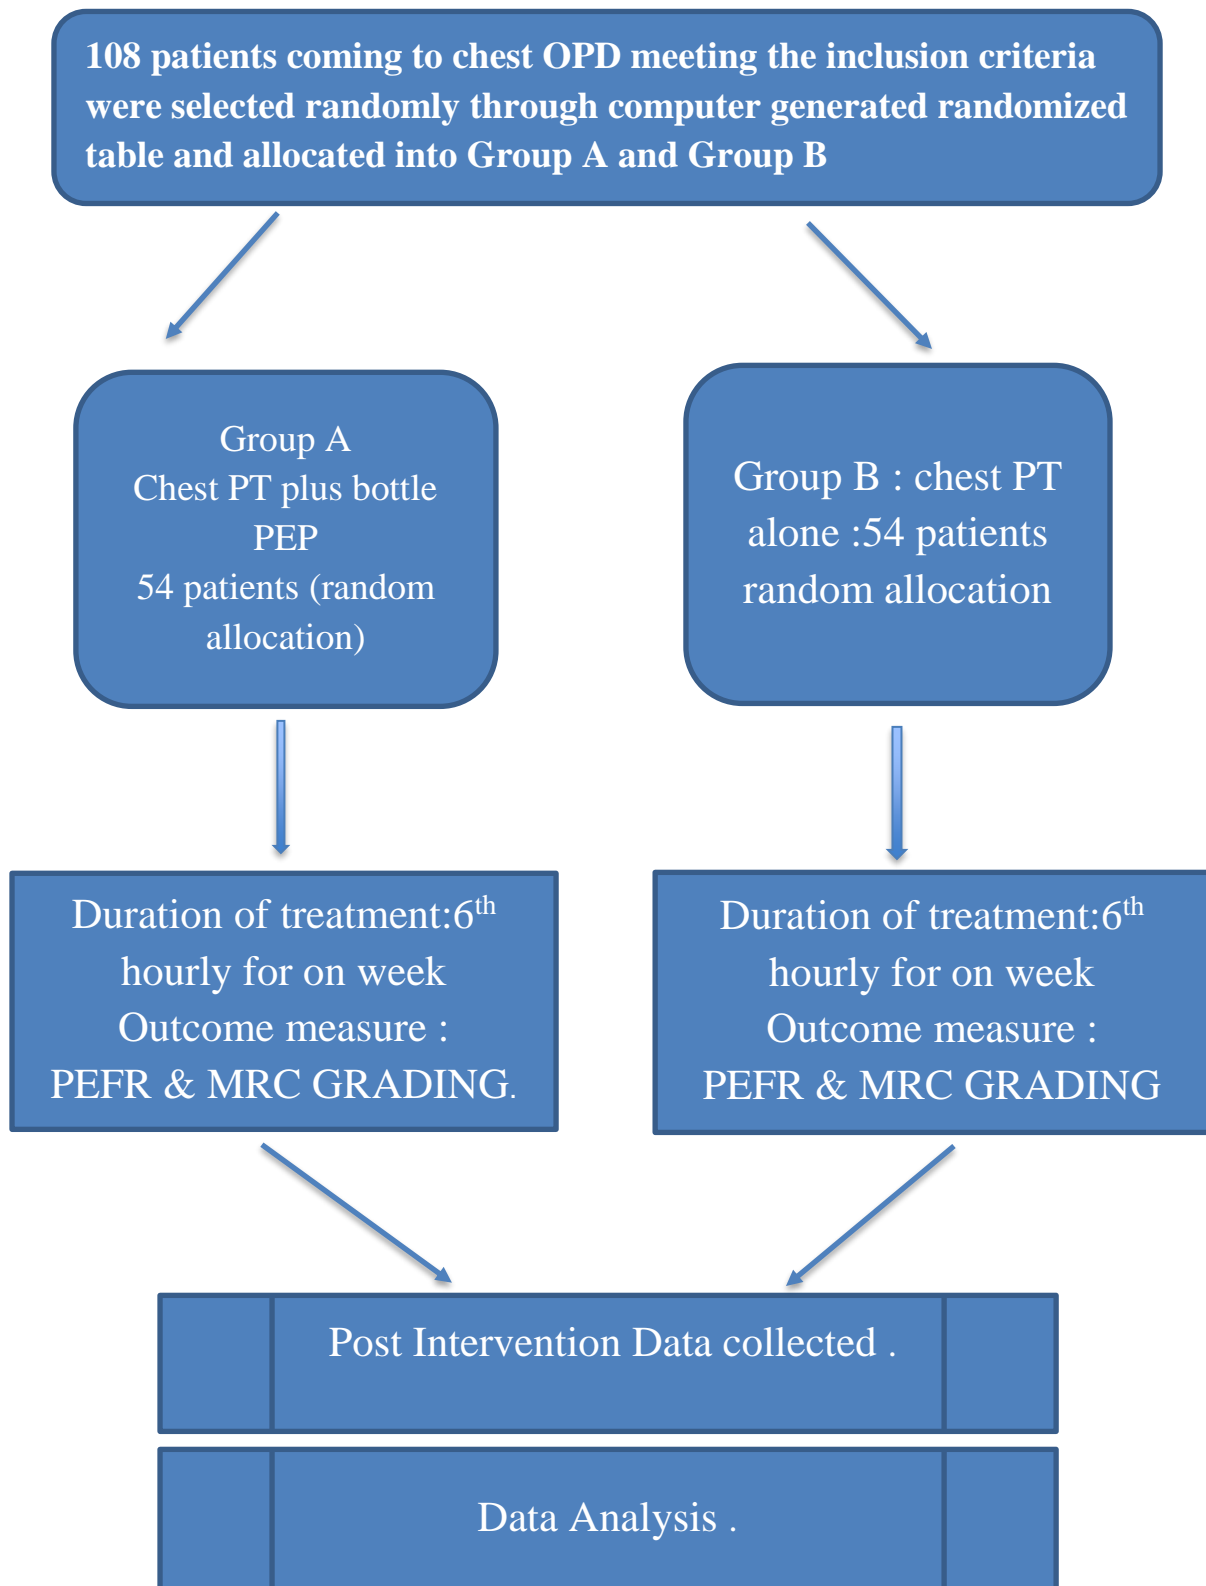 108 patients coming to chest OPD meeting the inclusion criteria
were selected randomly through computer generated randomized
table and allocated into Group A and Group B
Group A
Chest PT plus bottle
PEP
54 patients (random
allocation)
Group B : chest PT
alone :54 patients
random allocation
Duration of treatment:6th
hourly for on week
Outcome measure :
PEFR & MRC GRADING.
Duration of treatment:6th
hourly for on week
Outcome measure :
PEFR & MRC GRADING
Post Intervention Data collected .
Data Analysis .